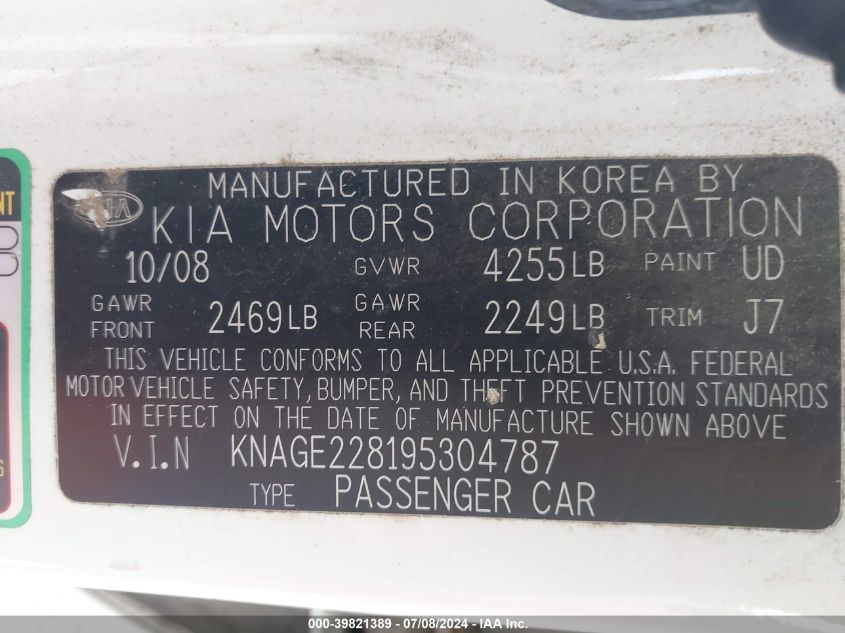 MANUFACTURED IN KOREA BY
KIA
KIA MOTORS CORPORATION
10/08 GVWR 4255LB PAINT UD
GAWR FRONT 2469LB GAWR REAR 2249LB TRIM J7
THIS VEHICLE CONFORMS TO ALL APPLICABLE U.S.A. FEDERAL
MOTOR VEHICLE SAFETY, BUMPER, AND THEFT PREVENTION STANDARDS
IN EFFECT ON THE DATE OF MANUFACTURE SHOWN ABOVE
V.I.N KNAGE228195304787
TYPE PASSENGER CAR
000-39821389 - 07/08/2024 - IAA Inc.